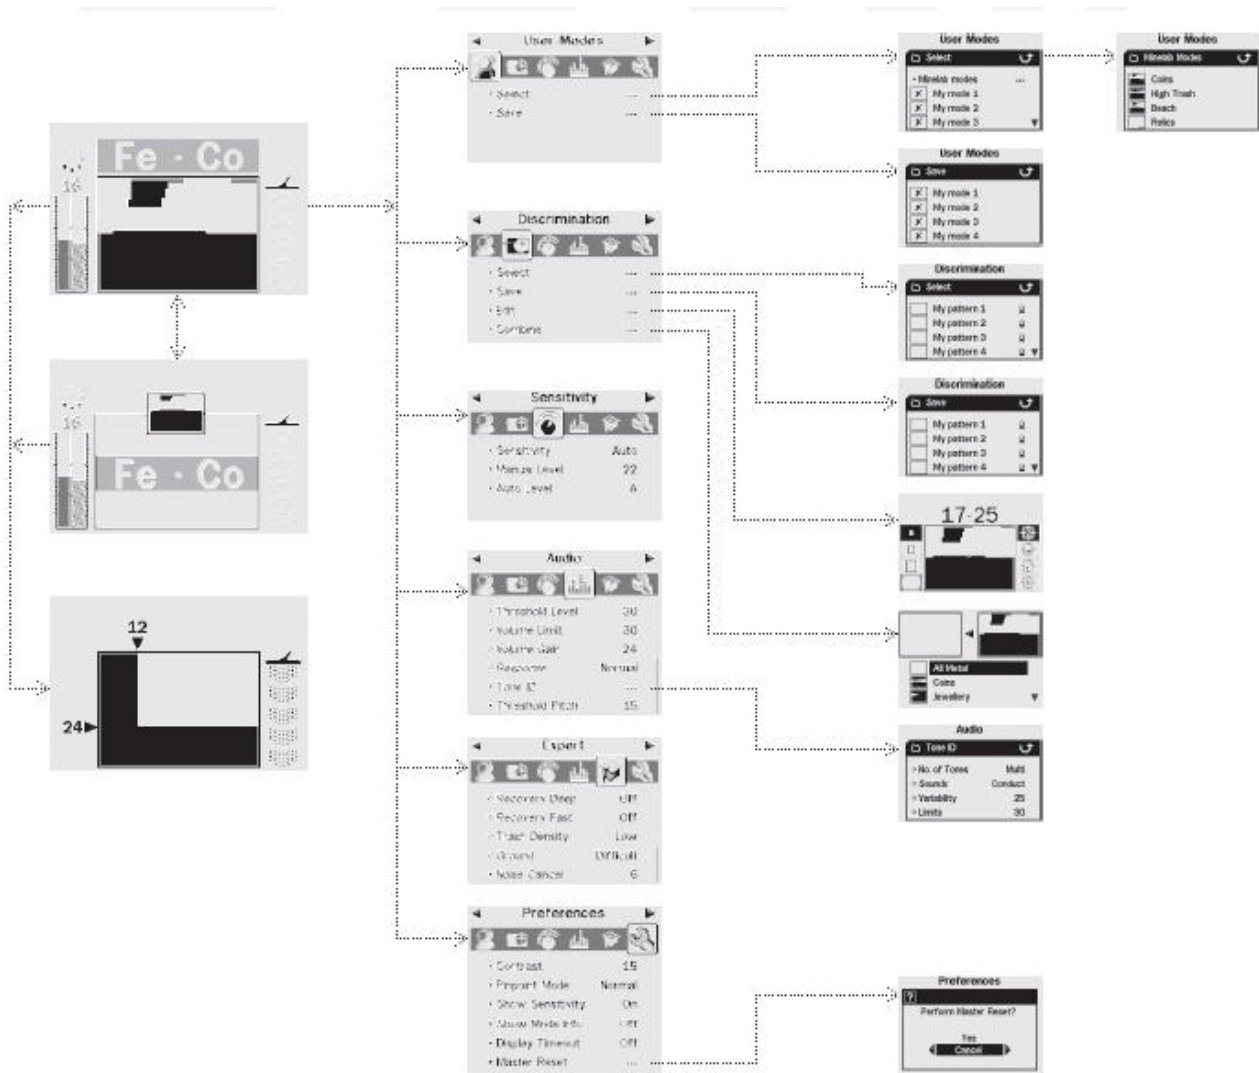 Fe - Co
16
Fe - Co
16
12
24
User Modes
Select ...
Save ...
Discrimination
Select ...
Save ...
Edit ...
Combine ...
Sensitivity
Sensitivity Auto
Manual Level 22
Auto Level 6
Audio
Threshold Level 30
Volume Limit 30
Volume Gain 24
Response Normal
Tone ID ...
Threshold Pitch 15
Expert
Recovery Deep Off
Recovery Fast Off
Trash Density Low
Ground Difficult
Noise Cancel 6
Preferences
Contrast 15
Pinpoint Mode Normal
Show Sensitivity On
Show Mode Info Off
Display Timeout Off
Master Reset ...
User Modes
Select
Minelab modes ...
My mode 1
My mode 2
My mode 3
User Modes
Minelab Modes
Coins
High Trash
Beach
Relics
User Modes
Save
My mode 1
My mode 2
My mode 3
My mode 4
Discrimination
Select
My pattern 1
My pattern 2
My pattern 3
My pattern 4
Discrimination
Save
My pattern 1
My pattern 2
My pattern 3
My pattern 4
17-25
All Metal
Coins
Jewellery
Audio
Tone ID
No. of Tones Multi
Sounds Conduct
Variability 25
Limits 30
Preferences
?
Perform Master Reset?
Yes
Cancel